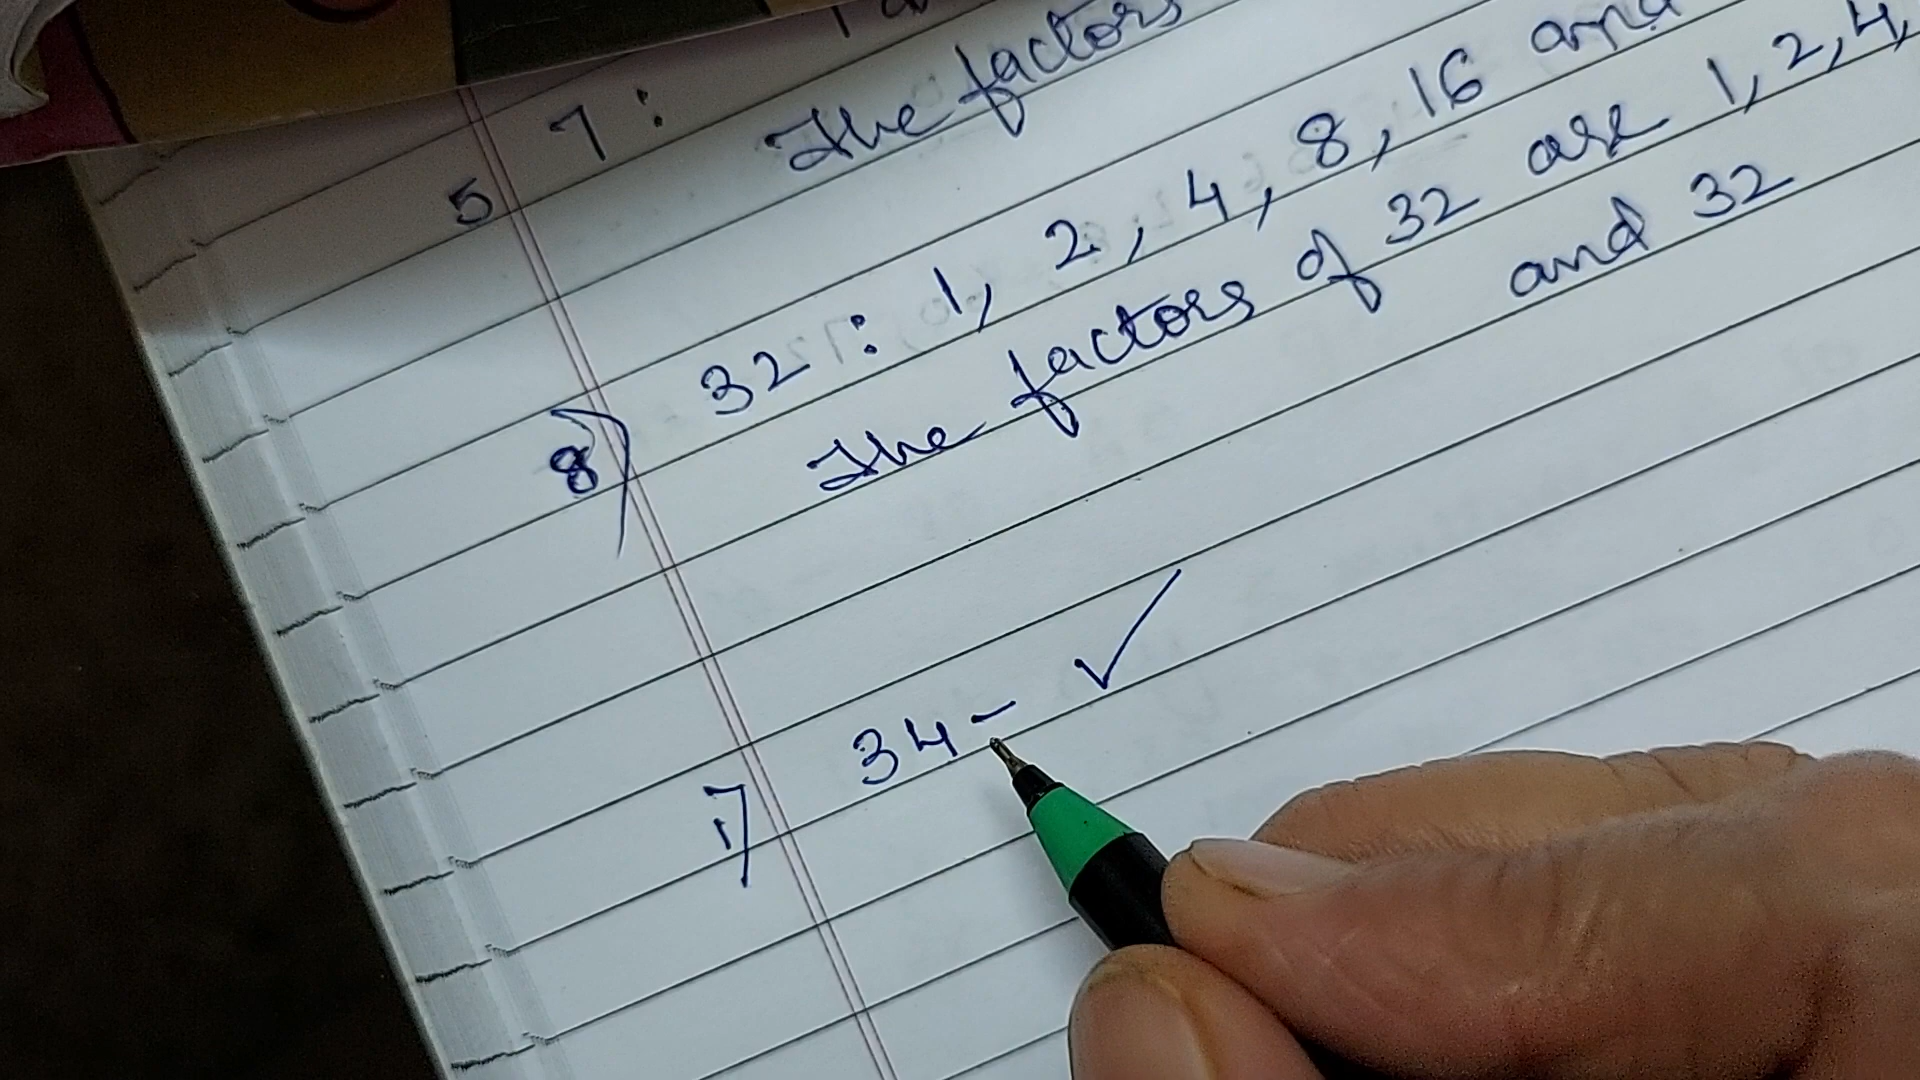 5 7:
The factors
8) 32: 1, 2, 4, 8, 16 and
The factors of 32 are 1, 2, 4,
and 32
1) 34- ✓